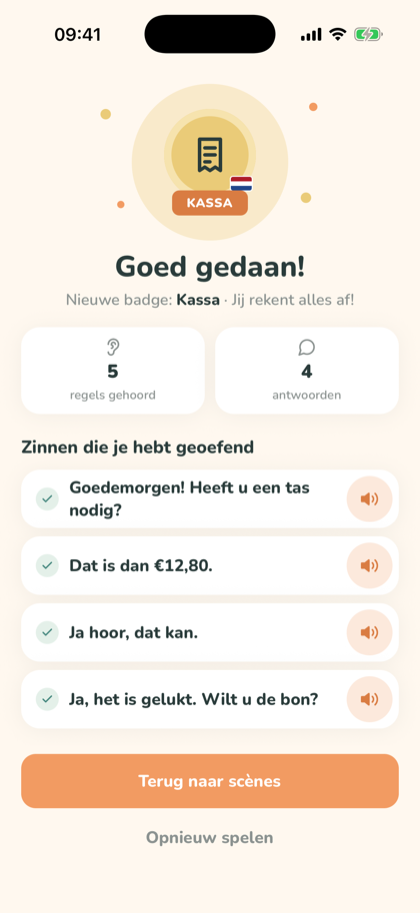 09:41
KASSA
Goed gedaan!
Nieuwe badge: Kassa · Jij rekent alles af!
5
regels gehoord
4
antwoorden
Zinnen die je hebt geoefend
Goedemorgen! Heeft u een tas
nodig?
Dat is dan €12,80.
Ja hoor, dat kan.
Ja, het is gelukt. Wilt u de bon?
Terug naar scènes
Opnieuw spelen